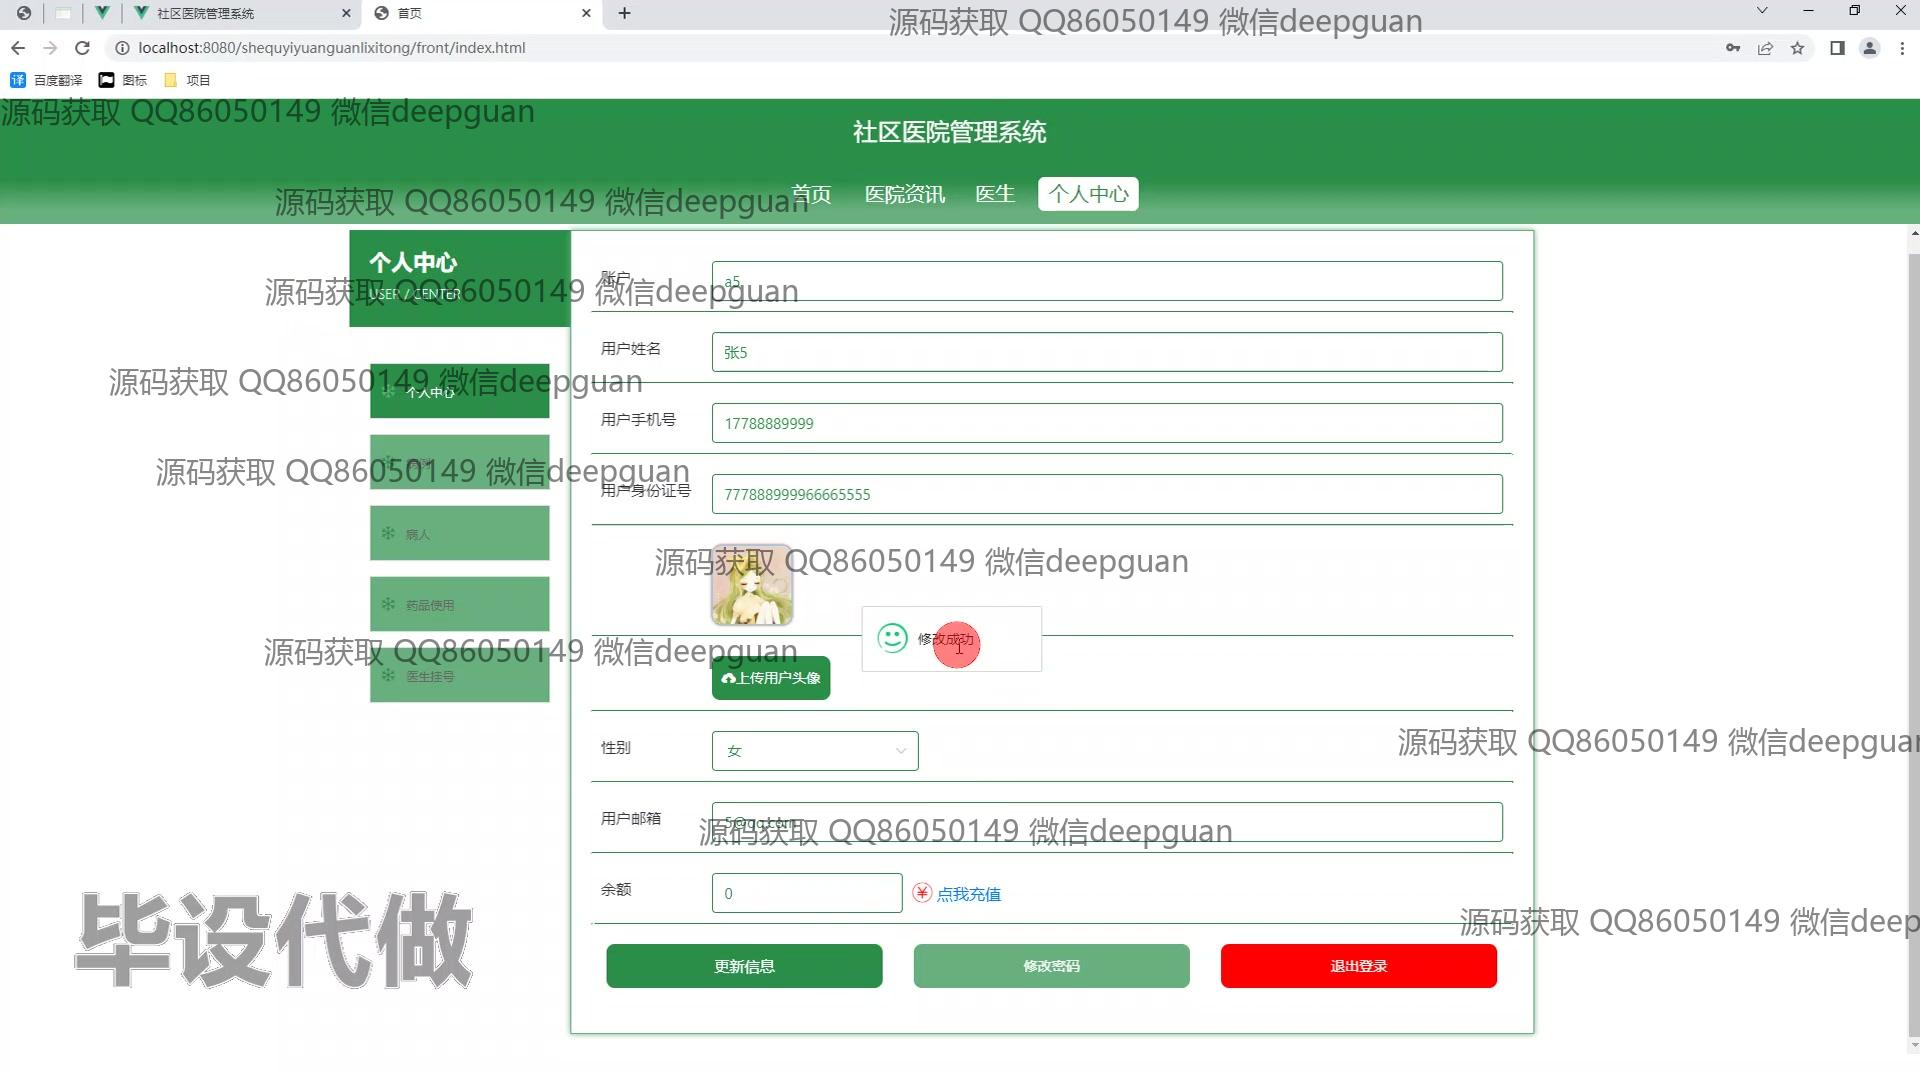 社区医院管理系统
首页
localhost:8080/shequyiyuanguanlixitong/front/index.html
百度翻译
图标
项目
源码获取 QQ86050149 微信deepguan
源码获取 QQ86050149 微信deepguan
社区医院管理系统
源码获取 QQ86050149 微信deepguan
首页
医院资讯
医生
个人中心
个人中心
USER / CENTER
源码获取 QQ86050149 微信deepguan
账户
a5
用户姓名
张5
源码获取 QQ86050149 微信deepguan
个人中心
用户手机号
17788889999
源码获取 QQ86050149 微信deepguan
用户身份证号
777888999966665555
病人
源码获取 QQ86050149 微信deepguan
药品使用
修改成功
源码获取 QQ86050149 微信deepguan
医生挂号
上传用户头像
性别
女
源码获取 QQ86050149 微信deepguan
用户邮箱
5@qq.com
源码获取 QQ86050149 微信deepguan
余额
0
点我充值
源码获取 QQ86050149 微信deep
毕设代做
更新信息
修改密码
退出登录